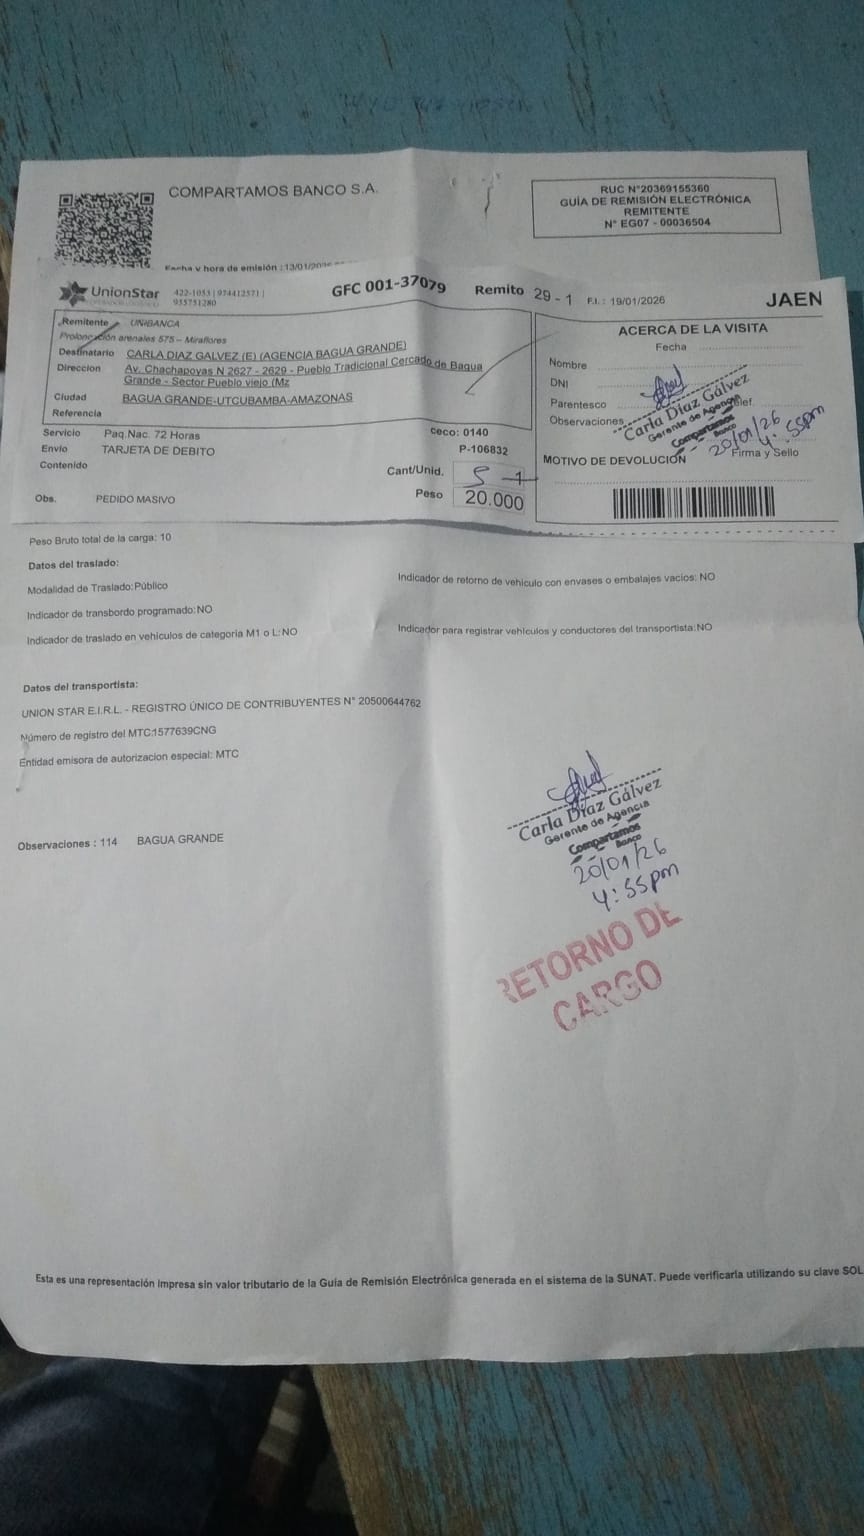 COMPARTAMOS BANCO S.A.
RUC N°20369155360
GUÍA DE REMISIÓN ELECTRÓNICA
REMITENTE
N° EG07 - 00036504
Fecha y hora de emisión : 13/01/2026
UnionStar
422-1053 | 974412571 |
955751280
GFC 001-37079
Remito 29 - 1
F.I. : 19/01/2026
JAEN
Remitente UNIBANCA
Prolongación arenales 575 – Miraflores
Destinatario CARLA DIAZ GALVEZ (E) (AGENCIA BAGUA GRANDE)
Direccion Av. Chachapoyas N 2627 - 2629 - Pueblo Tradicional Cercado de Bagua
Grande - Sector Pueblo viejo (Mz
Ciudad BAGUA GRANDE-UTCUBAMBA-AMAZONAS
Referencia
Servicio Paq.Nac. 72 Horas
ceco: 0140
Envio TARJETA DE DEBITO
P-106832
Contenido
Cant/Unid. 5 - 1
Peso 20.000
Obs. PEDIDO MASIVO
ACERCA DE LA VISITA
Fecha
Nombre
DNI
Parentesco
Observaciones
Carla Díaz Gálvez
Gerente de Agencia
Compartamos
Banco
20/01/26
4:55pm
MOTIVO DE DEVOLUCIÓN
Firma y Sello
Peso Bruto total de la carga: 10
Datos del traslado:
Modalidad de Traslado:Público
Indicador de retorno de vehículo con envases o embalajes vacíos: NO
Indicador de transbordo programado:NO
Indicador de traslado en vehículos de categoría M1 o L:NO
Indicador para registrar vehículos y conductores del transportista:NO
Datos del transportista:
UNION STAR E.I.R.L. - REGISTRO ÚNICO DE CONTRIBUYENTES N° 20500644762
Número de registro del MTC:1577639CNG
Entidad emisora de autorizacion especial: MTC
Observaciones : 114 BAGUA GRANDE
Carla Díaz Gálvez
Gerente de Agencia
Compartamos
Banco
20/01/26
4:55pm
RETORNO DE
CARGO
Esta es una representación impresa sin valor tributario de la Guía de Remisión Electrónica generada en el sistema de la SUNAT. Puede verificarla utilizando su clave SOL